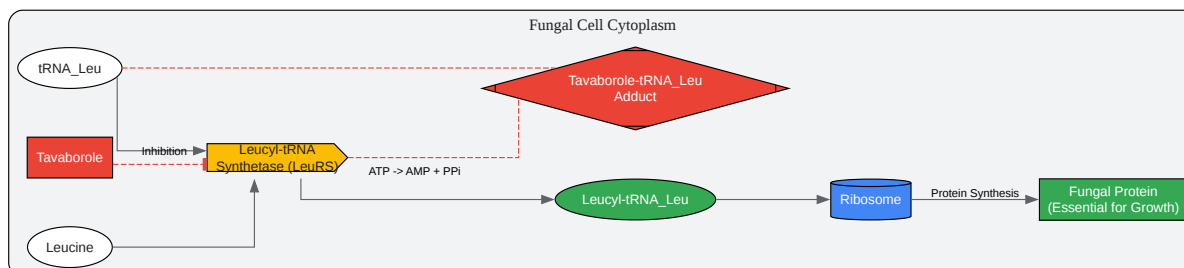 Fungal Cell Cytoplasm
tRNA_Leu
Tavaborole-tRNA_Leu
Adduct
Tavaborole
Inhibition
Leucyl-tRNA
Synthetase (LeuRS)
ATP -> AMP + PPi
Leucyl-tRNA_Leu
Ribosome
Protein Synthesis
Fungal Protein
(Essential for Growth)
Leucine